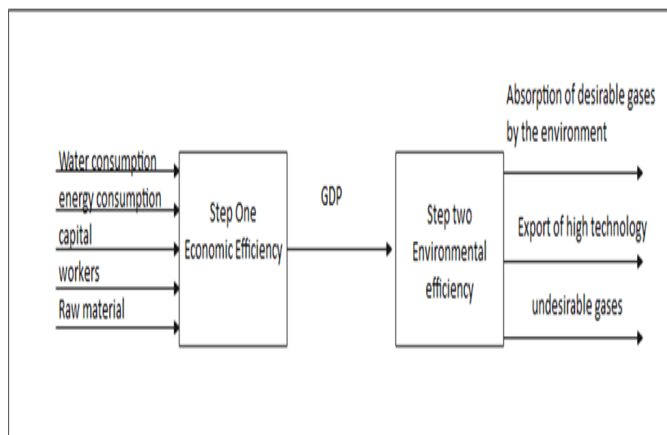 Water consumption
energy consumption
capital
workers
Raw material
Step One
Economic Efficiency
GDP
Step two
Environmental
efficiency
Absorption of desirable gases
by the environment
Export of high technology
undesirable gases